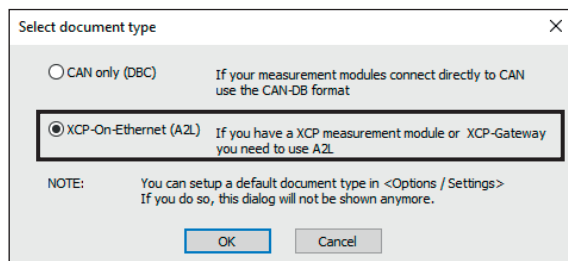 Select document type
CAN only (DBC)
If your measurement modules connect directly to CAN
use the CAN-DB format
XCP-On-Ethernet (A2L)
If you have a XCP measurement module or XCP-Gateway
you need to use A2L
NOTE:
You can setup a default document type in <Options / Settings>
If you do so, this dialog will not be shown anymore.
OK
Cancel